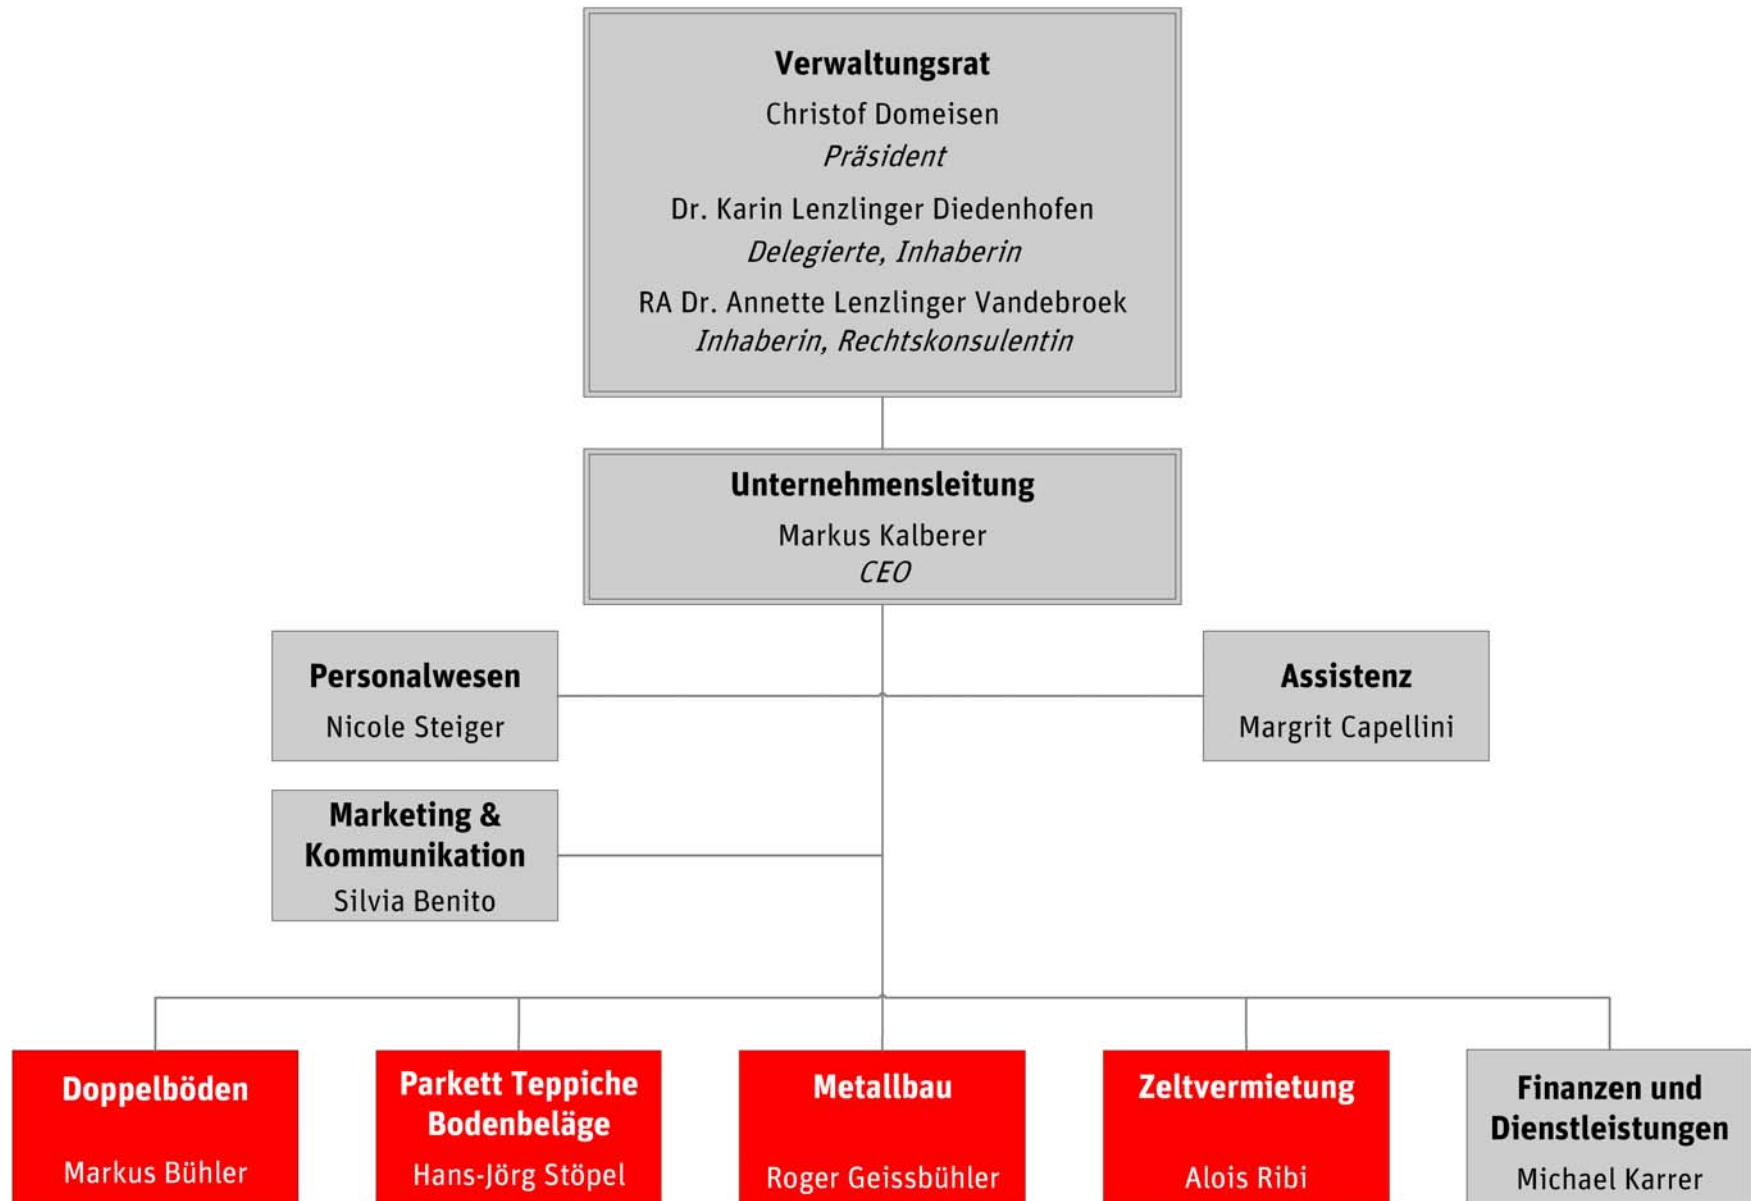 Verwaltungsrat
Christof Domeisen
Präsident
Dr. Karin Lenzlinger Diedenhofen
Delegierte, Inhaberin
RA Dr. Annette Lenzlinger Vandebroek
Inhaberin, Rechtskonsulentin
Unternehmensleitung
Markus Kalberer
CEO
Personalwesen
Nicole Steiger
Assistenz
Margrit Capellini
Marketing &
Kommunikation
Silvia Benito
Doppelböden
Markus Bühler
Parkett Teppiche
Bodenbeläge
Hans-Jörg Stöpel
Metallbau
Roger Geissbühler
Zeltvermietung
Alois Ribi
Finanzen und
Dienstleistungen
Michael Karrer